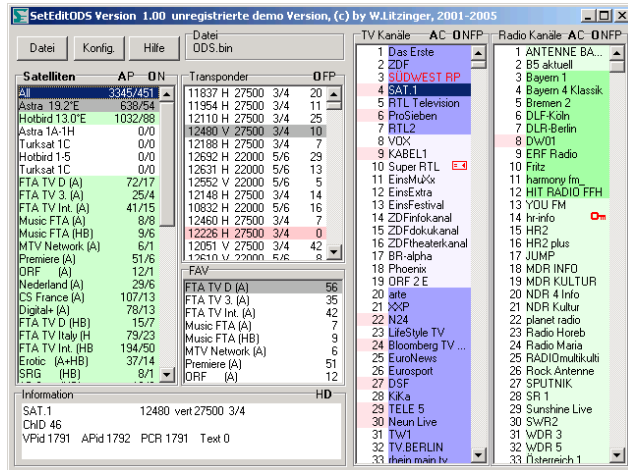 SetEditODS Version 1.00 unregistrierte demo Version, (c) by W.Litzinger, 2001-2005
Datei
Konfig.
Hilfe
Datei
ODS.bin
Satelliten AP ON
All 3345/451
Astra 19.2°E 638/54
Hotbird 13.0°E 1032/88
Astra 1A-1H 0/0
Turksat 1C 0/0
Hotbird 1-5 0/0
Turksat 1C 0/0
FTA TV D (A) 72/17
FTA TV 3. (A) 25/4
FTA TV Int. (A) 41/15
Music FTA (A) 8/8
Music FTA (HB) 9/6
MTV Network (A) 6/1
Premiere (A) 51/6
ORF (A) 12/1
Nederland (A) 29/6
CS France (A) 107/13
Digital+ (A) 78/13
FTA TV D (HB) 15/7
FTA TV Italy (H 79/23
FTA TV Int. (HB 194/50
Erotic (A+HB) 37/14
SRG (HB) 8/1
Transponder OFP
11837 H 27500 3/4 20
11954 H 27500 3/4 11
12110 H 27500 3/4 25
12480 V 27500 3/4 10
12188 H 27500 3/4 7
12692 H 22000 5/6 29
12631 H 22000 5/6 13
12552 V 22000 5/6 5
12148 H 27500 3/4 14
10832 H 22000 5/6 16
12460 H 27500 3/4 7
12226 H 27500 3/4 0
12051 V 27500 3/4 42
12610 V 22000 5/6 8
FAV
FTA TV D (A) 56
FTA TV 3. (A) 35
FTA TV Int. (A) 42
Music FTA (A) 7
Music FTA (HB) 9
MTV Network (A) 6
Premiere (A) 51
ORF (A) 12
TV Kanäle AC ONFP
1 Das Erste
2 ZDF
3 SÜDWEST RP
4 SAT.1
5 RTL Television
6 ProSieben
7 RTL2
8 VOX
9 KABEL1
10 Super RTL
11 EinsMuXx
12 EinsExtra
13 EinsFestival
14 ZDFinfokanal
15 ZDFdokukanal
16 ZDFtheaterkanal
17 BR-alpha
18 Phoenix
19 ORF 2 E
20 arte
21 XXP
22 N24
23 LifeStyle TV
24 Bloomberg TV ...
25 EuroNews
26 Eurosport
27 DSF
28 KiKa
29 TELE 5
30 Neun Live
31 TW1
32 TV.BERLIN
33 rhein main tv
Radio Kanäle AC ONFP
1 ANTENNE BA...
2 B5 aktuell
3 Bayern 1
4 Bayern 4 Klassik
5 Bremen 2
6 DLF-Köln
7 DLR-Berlin
8 DW01
9 ERF Radio
10 Fritz
11 harmony fm_
12 HIT RADIO FFH
13 YOU FM
14 hr-info
15 HR2
16 HR2 plus
17 JUMP
18 MDR INFO
19 MDR KULTUR
20 NDR 4 Info
21 NDR Kultur
22 planet radio
23 Radio Horeb
24 Radio Maria
25 RADIOmultikulti
26 Rock Antenne
27 SPUTNIK
28 SR 1
29 Sunshine Live
30 SWR2
31 WDR 3
32 WDR 5
33 Österreich 1
Information HD
SAT.1 12480 vert 27500 3/4
ChID 46
VPid 1791 APid 1792 PCR 1791 Text 0